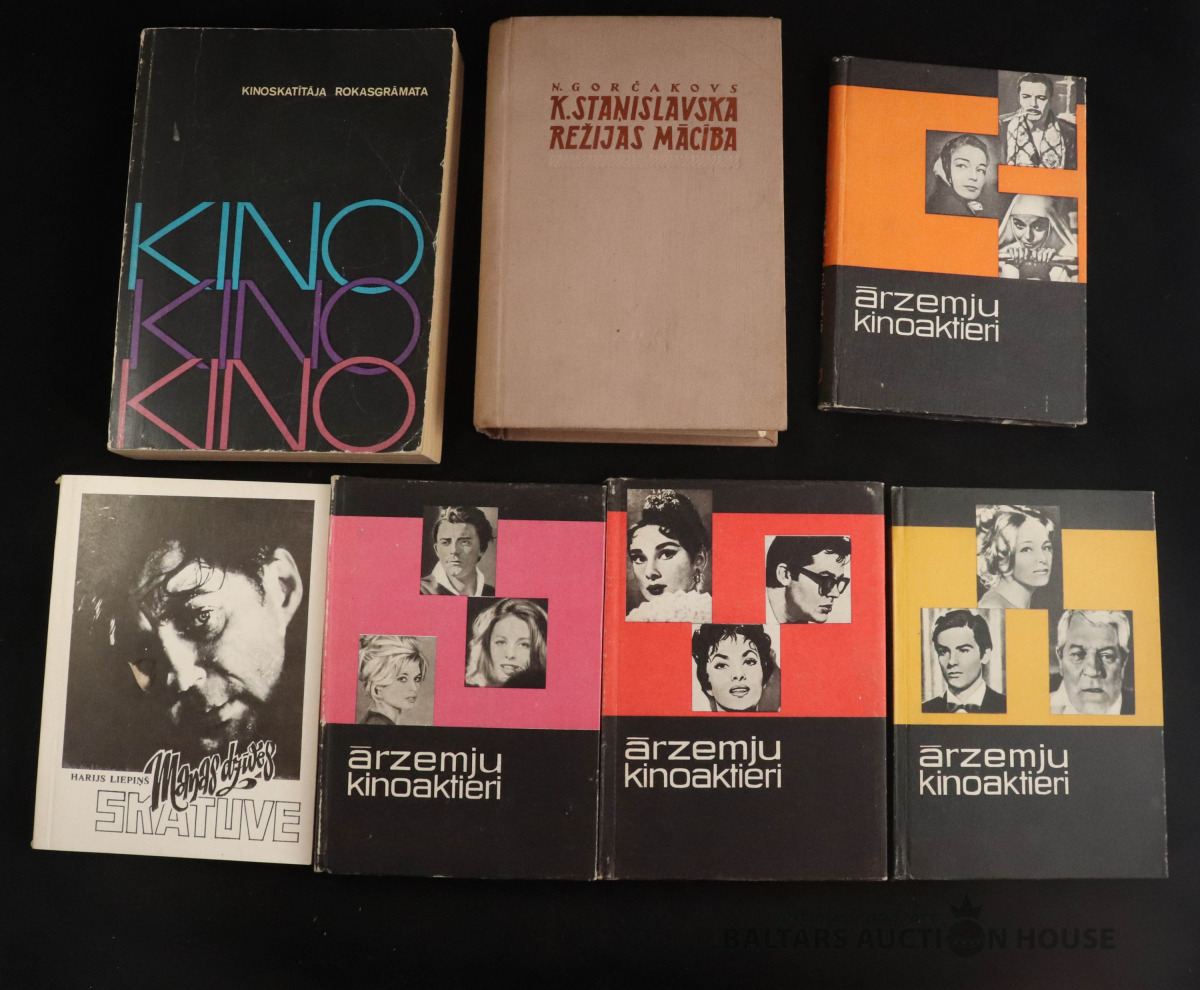 KINOSKATĪTĀJA ROKASGRĀMATA
KINO
KINO
KINO
N. GORČAKOVS
K. STANISLAVSKA
REŽIJAS MĀCĪBA
ārzemju
kinoaktieri
HARIJS LIEPIŅŠ
Manas dzīves
SKATUVE
ārzemju
kinoaktieri
ārzemju
kinoaktieri
ārzemju
kinoaktieri
BALTARS AUCTION HOUSE